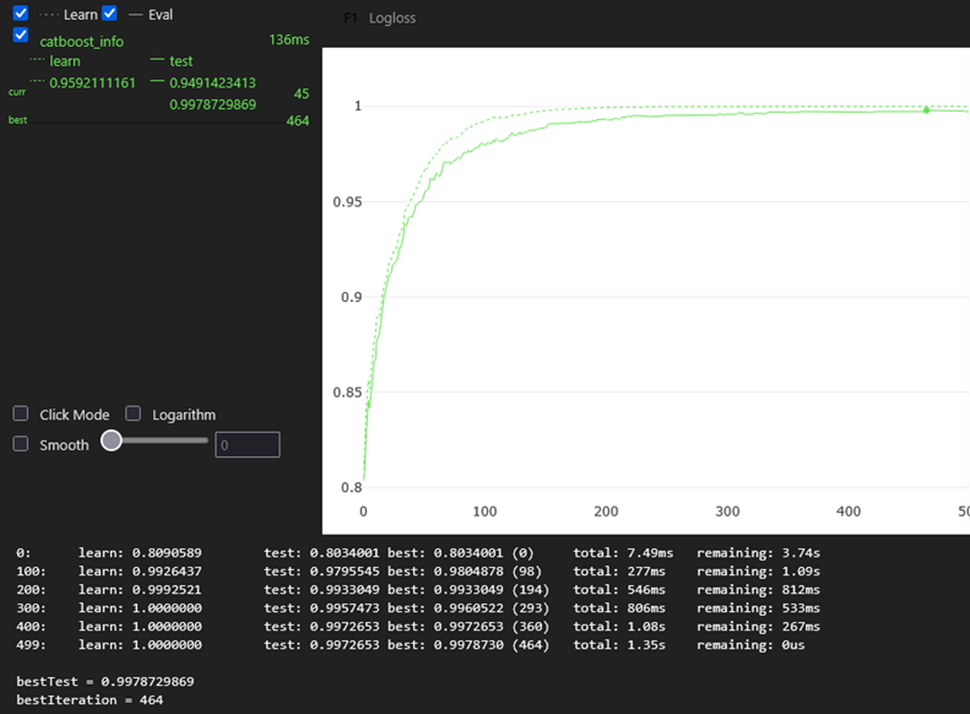 Learn Eval
catboost_info 136ms
learn test
curr 0.9592111161 0.9491423413 45
0.9978729869
best 464
Click Mode Logarithm
Smooth 0
F1 Logloss
1
0.95
0.9
0.85
0.8
0 100 200 300 400 50
0: learn: 0.8090589 test: 0.8034001 best: 0.8034001 (0) total: 7.49ms remaining: 3.74s
100: learn: 0.9926437 test: 0.9795545 best: 0.9804878 (98) total: 277ms remaining: 1.09s
200: learn: 0.9992521 test: 0.9933049 best: 0.9933049 (194) total: 546ms remaining: 812ms
300: learn: 1.0000000 test: 0.9957473 best: 0.9960522 (293) total: 806ms remaining: 533ms
400: learn: 1.0000000 test: 0.9972653 best: 0.9972653 (360) total: 1.08s remaining: 267ms
499: learn: 1.0000000 test: 0.9972653 best: 0.9978730 (464) total: 1.35s remaining: 0us
bestTest = 0.9978729869
bestIteration = 464